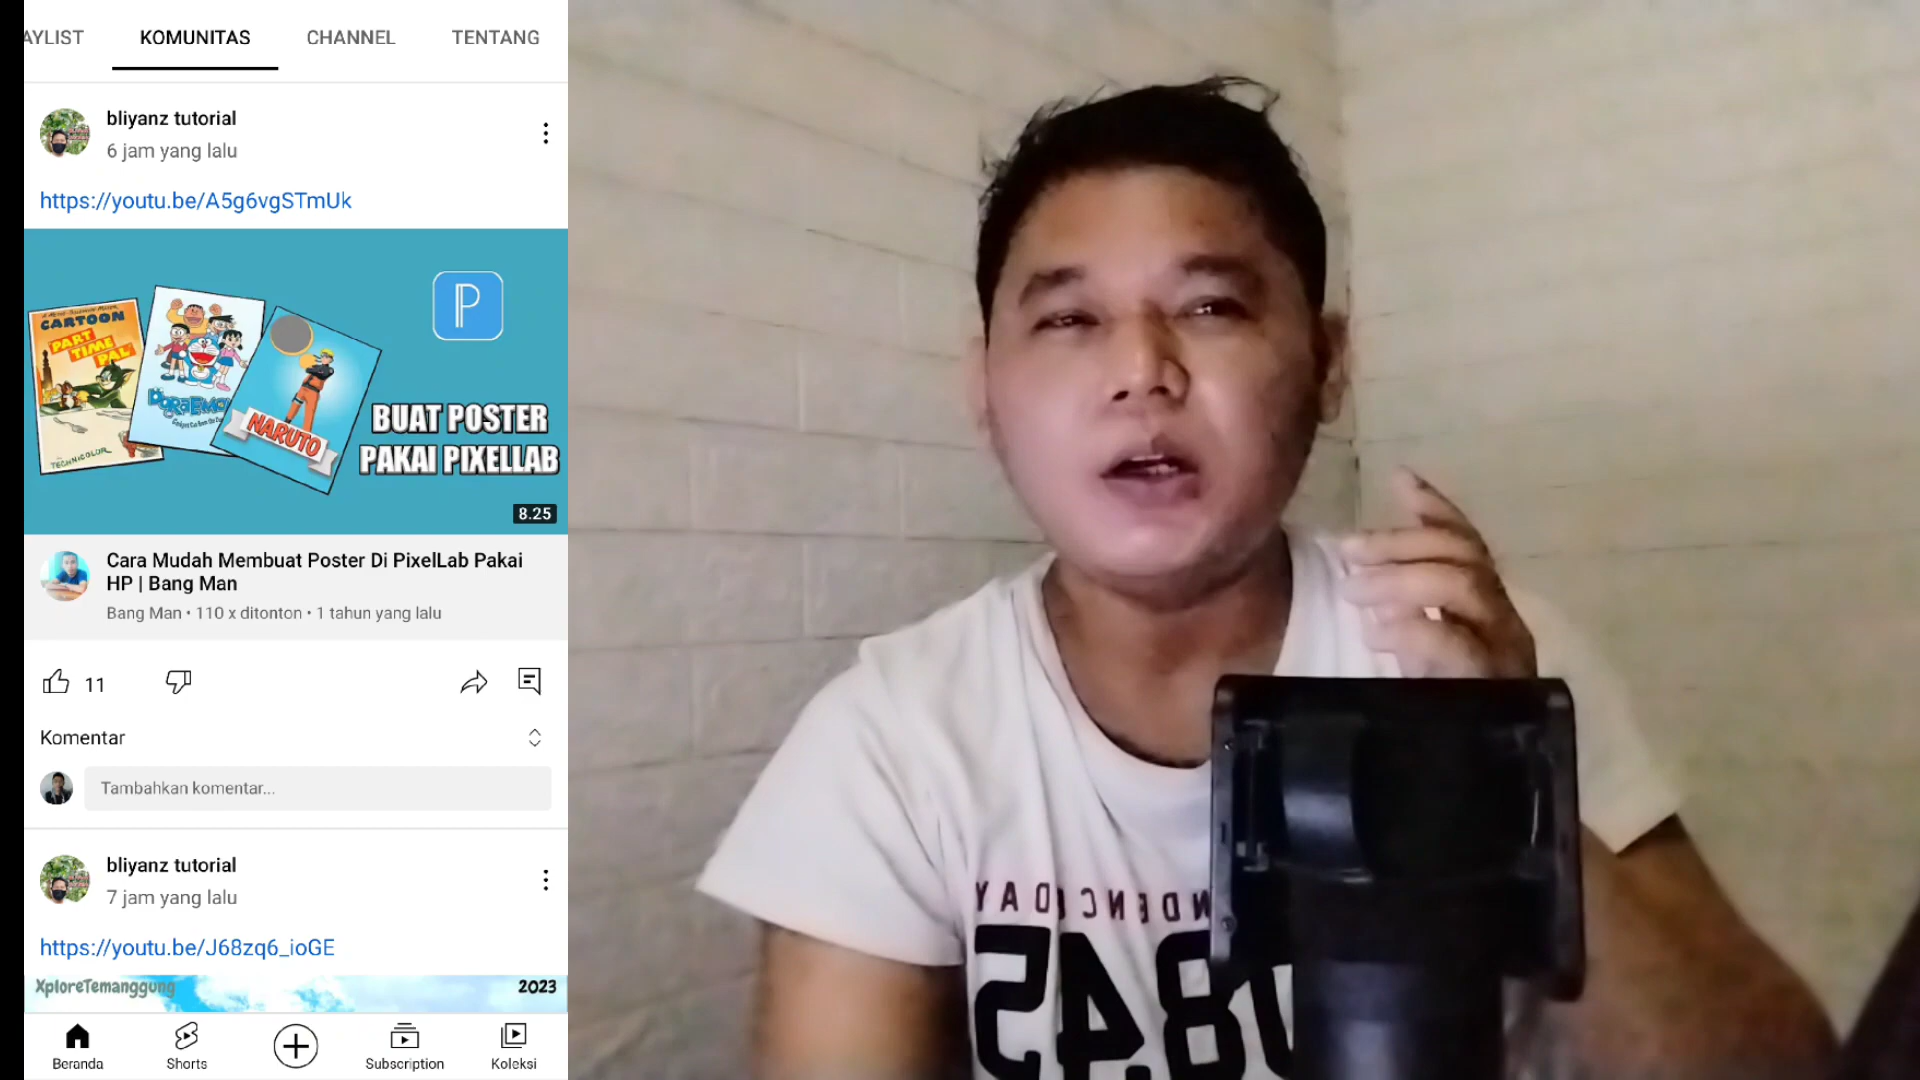 AYLIST KOMUNITAS CHANNEL TENTANG
bliyanz tutorial
6 jam yang lalu
https://youtu.be/A5g6vgSTmUk
CARTOON
PART
TIME
PAL
TECHNICOLOR
DORAEMON
NARUTO
P
BUAT POSTER
PAKAI PIXELLAB
8.25
Cara Mudah Membuat Poster Di PixelLab Pakai
HP | Bang Man
Bang Man • 110 x ditonton • 1 tahun yang lalu
11
Komentar
Tambahkan komentar...
bliyanz tutorial
7 jam yang lalu
https://youtu.be/J68zq6_ioGE
XploreTemanggung 2023
Beranda Shorts Subscription Koleksi